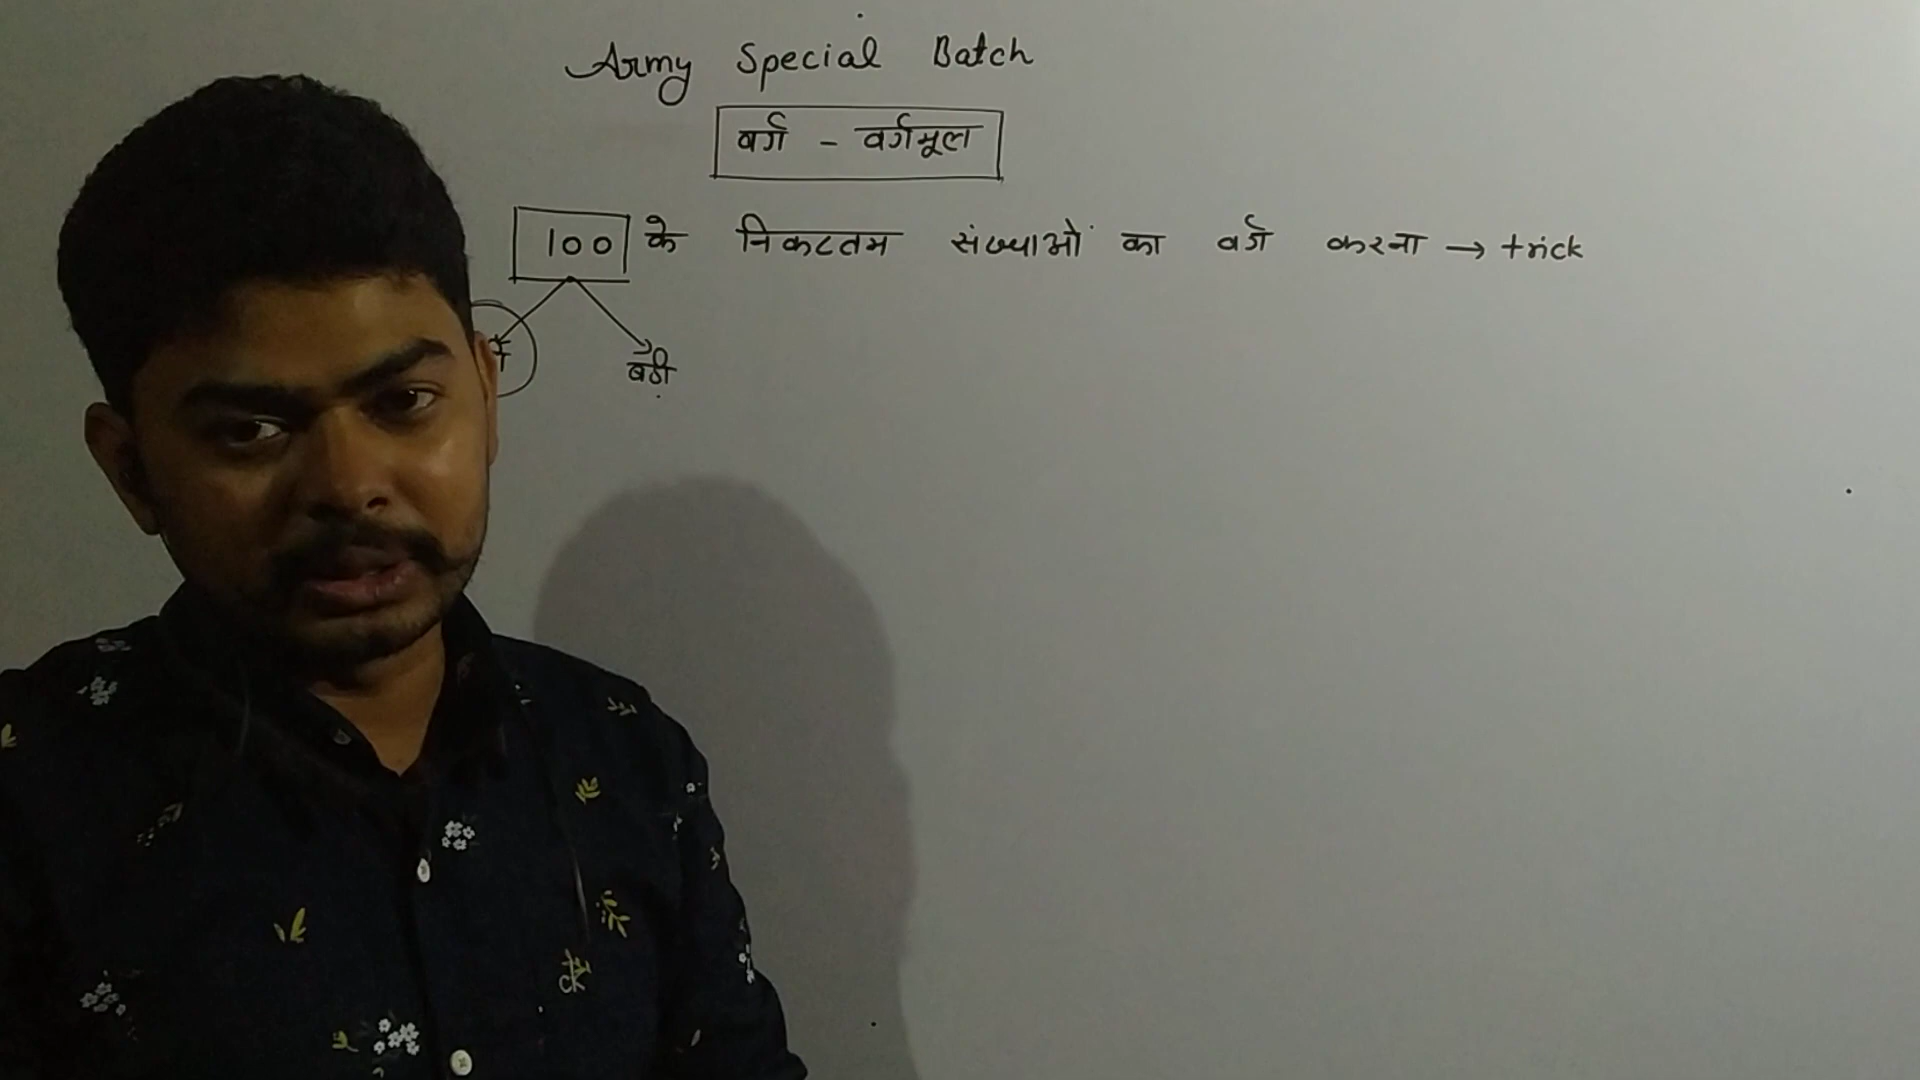 Army Special Batch
वर्ग - वर्गमूल
100 के निकटतम संख्याओं का वर्ग करना → trick
बड़ी